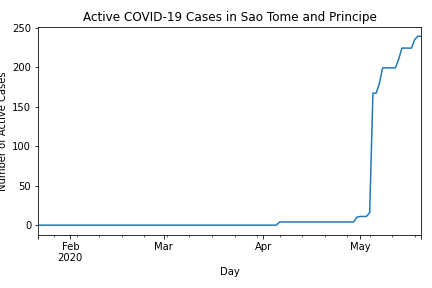 Active COVID-19 Cases in Sao Tome and Principe
Number of Active Cases
250
200
150
100
50
0
Feb
2020
Mar
Apr
May
Day